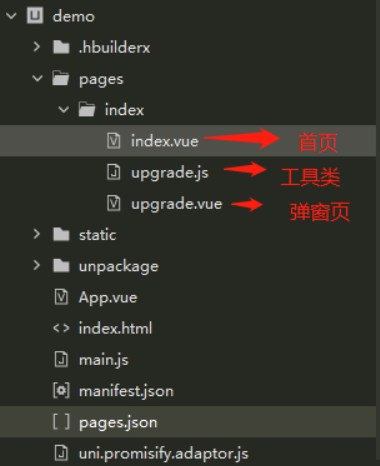 demo
.hbuilderx
pages
index
index.vue 首页
upgrade.js 工具类
upgrade.vue 弹窗页
static
unpackage
App.vue
<> index.html
main.js
manifest.json
[ ] pages.json
uni.promisify.adaptor.js